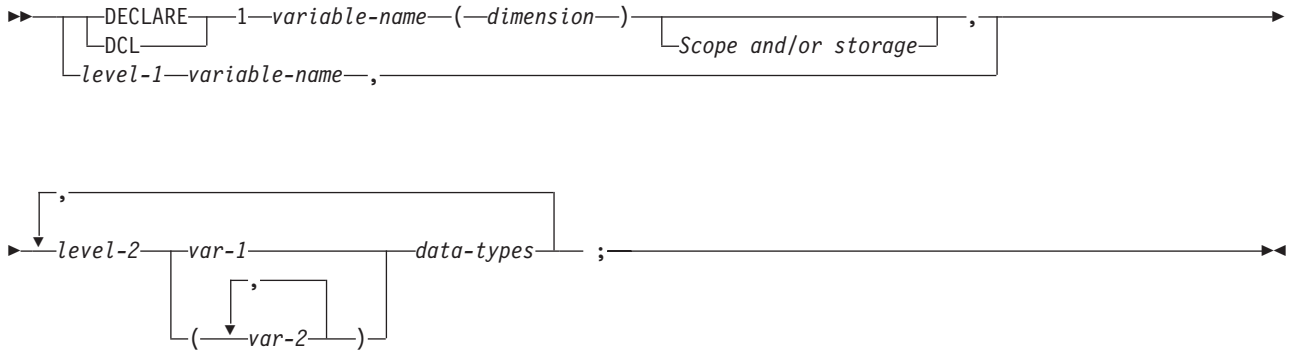 DECLARE 1 variable-name ( dimension ) ,
DCL Scope and/or storage
level-1 variable-name ,
,
level-2 var-1 data-types ;
,
( var-2 )